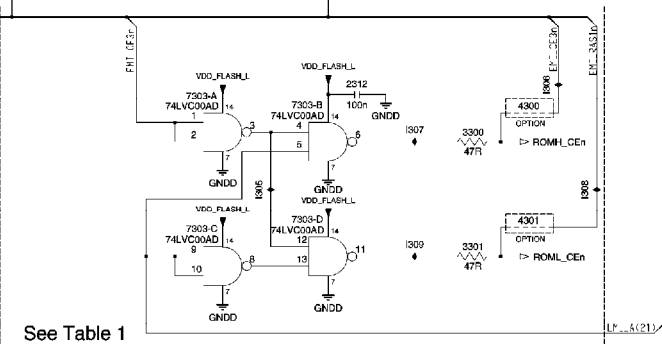 EMI_CE3n
EMI_CE3n
EMI_RAS1n
I306
VDD_FLASH_L
VDD_FLASH_L
2312
100n
GNDD
7303-A
74LVC00AD
14
1
2
3
7
GNDD
7303-B
74LVC00AD
14
4
5
6
7
GNDD
I307
3300
47R
4300
OPTION
ROMH_CEn
I305
I308
VDD_FLASH_L
VDD_FLASH_L
7303-C
74LVC00AD
14
9
10
8
7
GNDD
7303-D
74LVC00AD
14
12
13
11
7
GNDD
I309
3301
47R
4301
OPTION
ROML_CEn
See Table 1